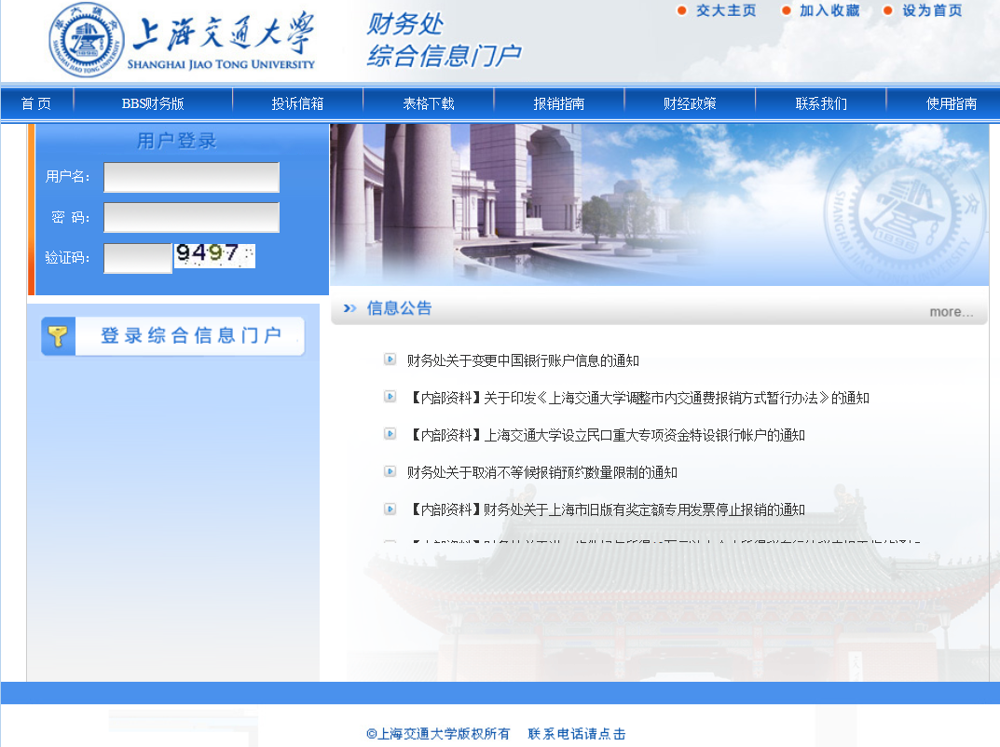 上海交通大学
SHANGHAI JIAO TONG UNIVERSITY
财务处
综合信息门户
交大主页 加入收藏 设为首页
首 页 BBS财务版 投诉信箱 表格下载 报销指南 财经政策 联系我们 使用指南
用户登录
用户名:
密 码:
验证码: 9497
登录综合信息门户
信息公告 more...
财务处关于变更中国银行账户信息的通知
【内部资料】关于印发《上海交通大学调整市内交通费报销方式暂行办法》的通知
【内部资料】上海交通大学设立民口重大专项资金特设银行帐户的通知
财务处关于取消不等候报销预约数量限制的通知
【内部资料】财务处关于上海市旧版有奖定额专用发票停止报销的通知
©上海交通大学版权所有 联系电话请点击